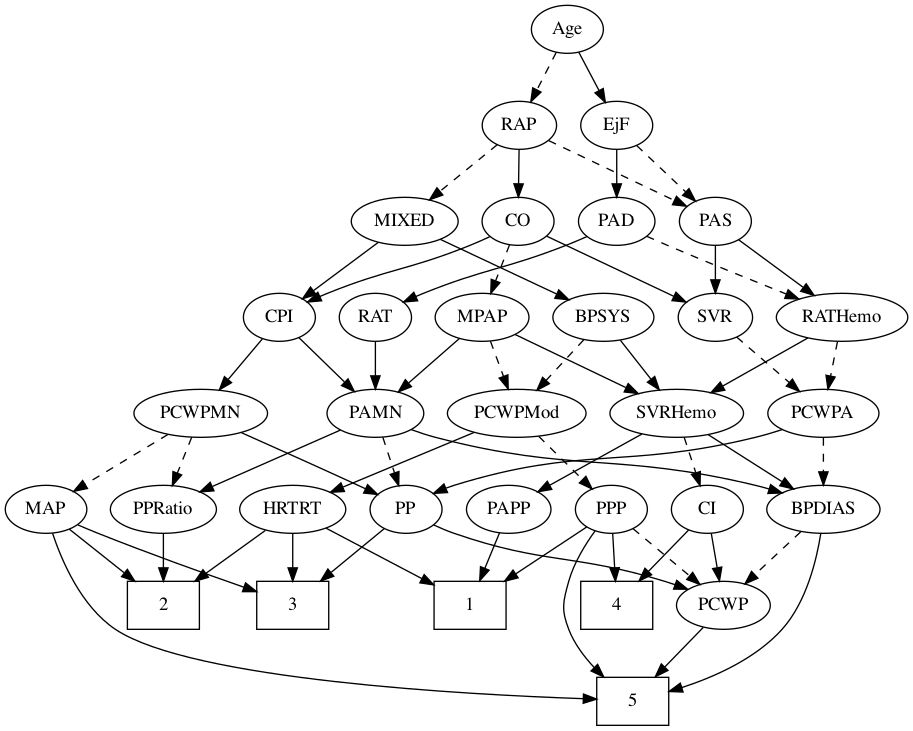 Age
RAP
EjF
MIXED
CO
PAD
PAS
CPI
RAT
MPAP
BPSYS
SVR
RATHemo
PCWPMN
PAMN
PCWPMod
SVRHemo
PCWPA
MAP
PPRatio
HRTRT
PP
PAPP
PPP
CI
BPDIAS
2
3
1
4
PCWP
5